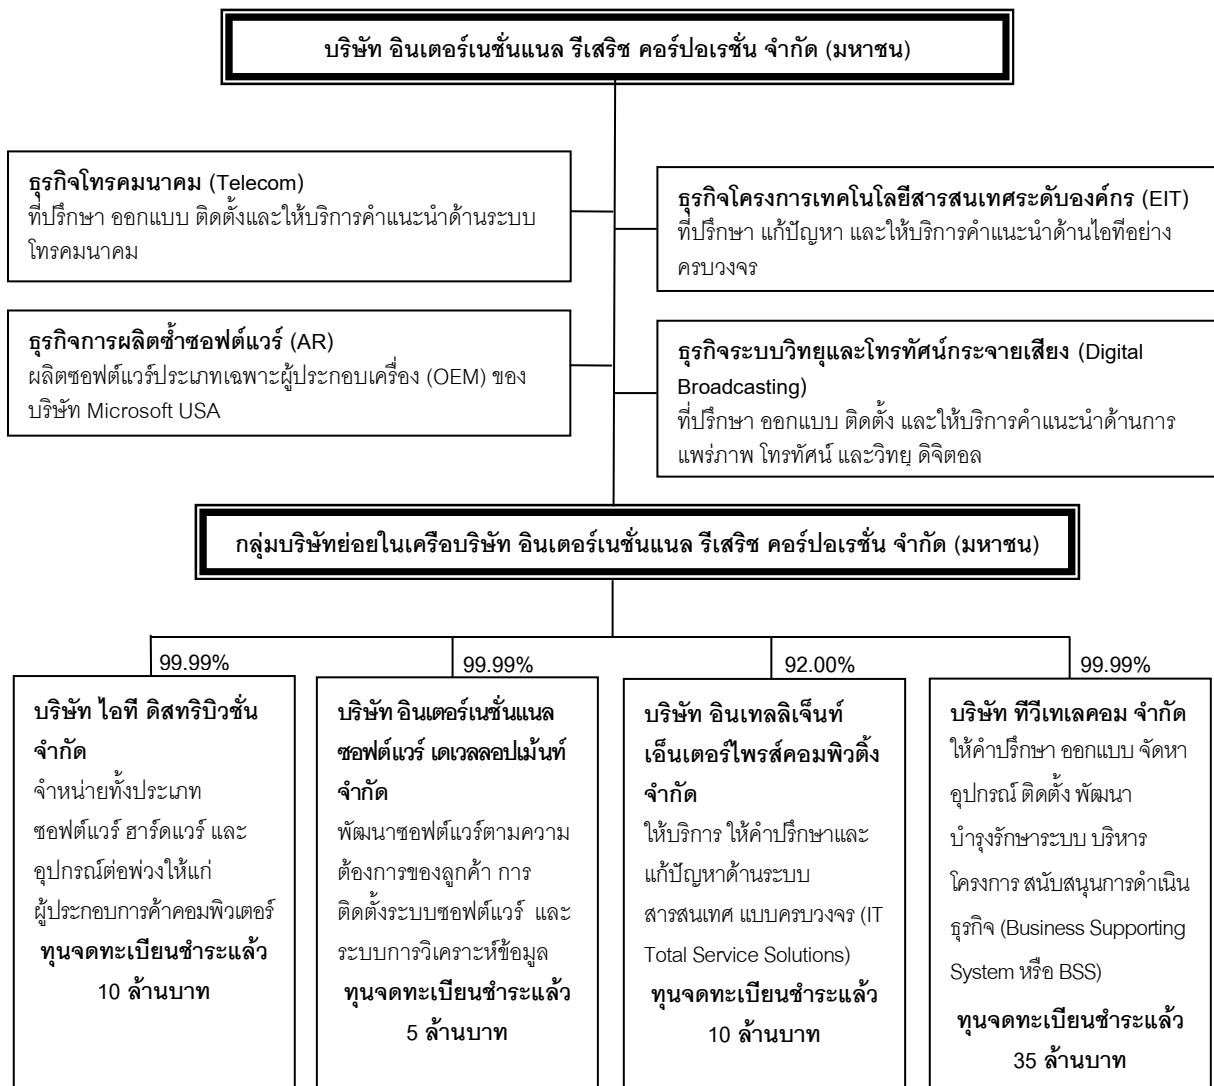 บริษัท อินเตอร์เนชั่นแนล รีเสริช คอร์ปอเรชั่น จำกัด (มหาชน)
ธุรกิจโทรคมนาคม (Telecom)
ที่ปรึกษา ออกแบบ ติดตั้งและให้บริการคำแนะนำด้านระบบ
โทรคมนาคม
ธุรกิจโครงการเทคโนโลยีสารสนเทศระดับองค์กร (EIT)
ที่ปรึกษา แก้ปัญหา และให้บริการคำแนะนำด้านไอทีอย่าง
ครบวงจร
ธุรกิจการผลิตซ้ำซอฟต์แวร์ (AR)
ผลิตซอฟต์แวร์ประเภทเฉพาะผู้ประกอบเครื่อง (OEM) ของ
บริษัท Microsoft USA
ธุรกิจระบบวิทยุและโทรทัศน์กระจายเสียง (Digital
Broadcasting)
ที่ปรึกษา ออกแบบ ติดตั้ง และให้บริการคำแนะนำด้านการ
แพร่ภาพ โทรทัศน์ และวิทยุ ดิจิตอล
กลุ่มบริษัทย่อยในเครือบริษัท อินเตอร์เนชั่นแนล รีเสริช คอร์ปอเรชั่น จำกัด (มหาชน)
99.99%
บริษัท ไอที ดิสทริบิวชั่น
จำกัด
จำหน่ายทั้งประเภท
ซอฟต์แวร์ ฮาร์ดแวร์ และ
อุปกรณ์ต่อพ่วงให้แก่
ผู้ประกอบการค้าคอมพิวเตอร์
ทุนจดทะเบียนชำระแล้ว
10 ล้านบาท
99.99%
บริษัท อินเตอร์เนชั่นแนล
ซอฟต์แวร์ เดเวลลอปเม้นท์
จำกัด
พัฒนาซอฟต์แวร์ตามความ
ต้องการของลูกค้า การ
ติดตั้งระบบซอฟต์แวร์ และ
ระบบการวิเคราะห์ข้อมูล
ทุนจดทะเบียนชำระแล้ว
5 ล้านบาท
92.00%
บริษัท อินเทลลิเจ็นท์
เอ็นเตอร์ไพรส์คอมพิวติ้ง
จำกัด
ให้บริการ ให้คำปรึกษาและ
แก้ปัญหาด้านระบบ
สารสนเทศ แบบครบวงจร (IT
Total Service Solutions)
ทุนจดทะเบียนชำระแล้ว
10 ล้านบาท
99.99%
บริษัท ทีวีเทเลคอม จำกัด
ให้คำปรึกษา ออกแบบ จัดหา
อุปกรณ์ ติดตั้ง พัฒนา
บำรุงรักษาระบบ บริหาร
โครงการ สนับสนุนการดำเนิน
ธุรกิจ (Business Supporting
System หรือ BSS)
ทุนจดทะเบียนชำระแล้ว
35 ล้านบาท